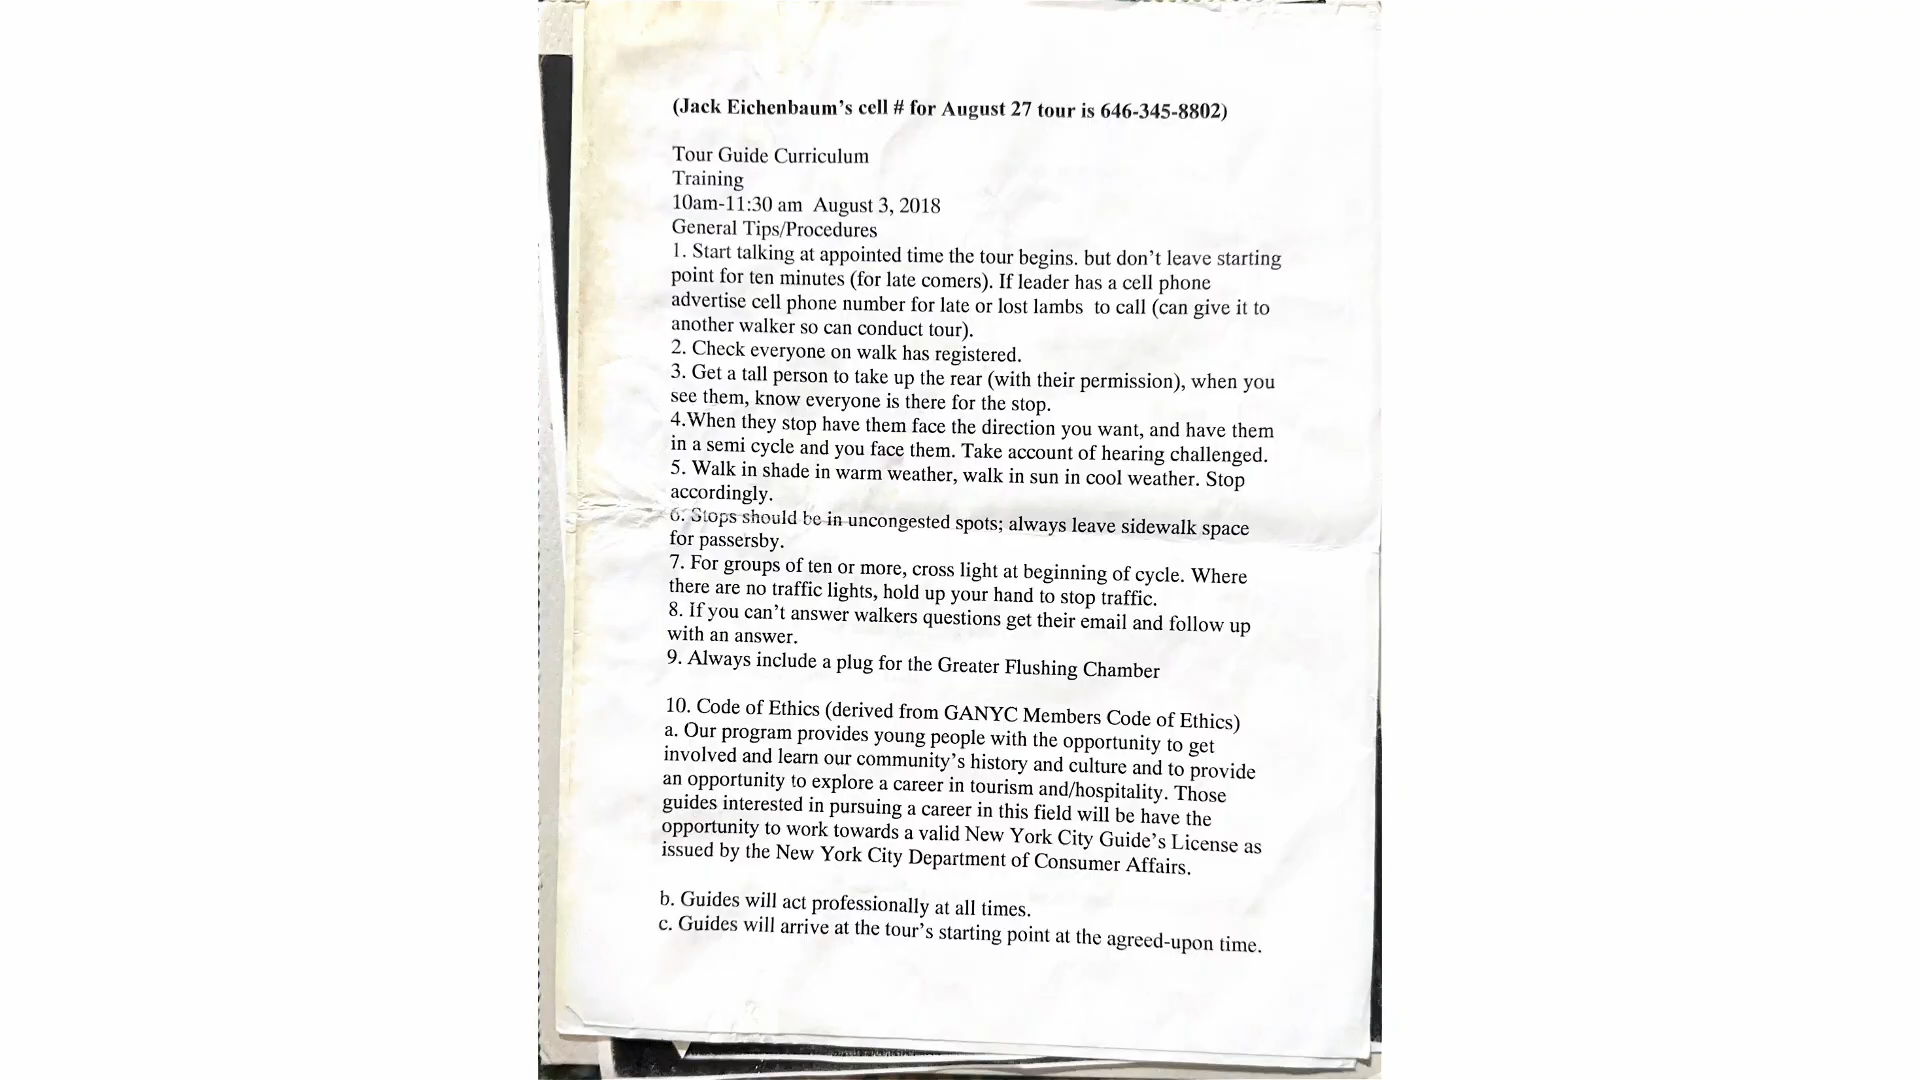 (Jack Eichenbaum's cell # for August 27 tour is 646-345-8802)
Tour Guide Curriculum
Training
10am-11:30 am  August 3, 2018
General Tips/Procedures
1. Start talking at appointed time the tour begins. but don't leave starting
point for ten minutes (for late comers). If leader has a cell phone
advertise cell phone number for late or lost lambs  to call (can give it to
another walker so can conduct tour).
2. Check everyone on walk has registered.
3. Get a tall person to take up the rear (with their permission), when you
see them, know everyone is there for the stop.
4.When they stop have them face the direction you want, and have them
in a semi cycle and you face them. Take account of hearing challenged.
5. Walk in shade in warm weather, walk in sun in cool weather. Stop
accordingly.
6. Stops should be in uncongested spots; always leave sidewalk space
for passersby.
7. For groups of ten or more, cross light at beginning of cycle. Where
there are no traffic lights, hold up your hand to stop traffic.
8. If you can't answer walkers questions get their email and follow up
with an answer.
9. Always include a plug for the Greater Flushing Chamber
10. Code of Ethics (derived from GANYC Members Code of Ethics)
a. Our program provides young people with the opportunity to get
involved and learn our community's history and culture and to provide
an opportunity to explore a career in tourism and/hospitality. Those
guides interested in pursuing a career in this field will be have the
opportunity to work towards a valid New York City Guide's License as
issued by the New York City Department of Consumer Affairs.
b. Guides will act professionally at all times.
c. Guides will arrive at the tour's starting point at the agreed-upon time.